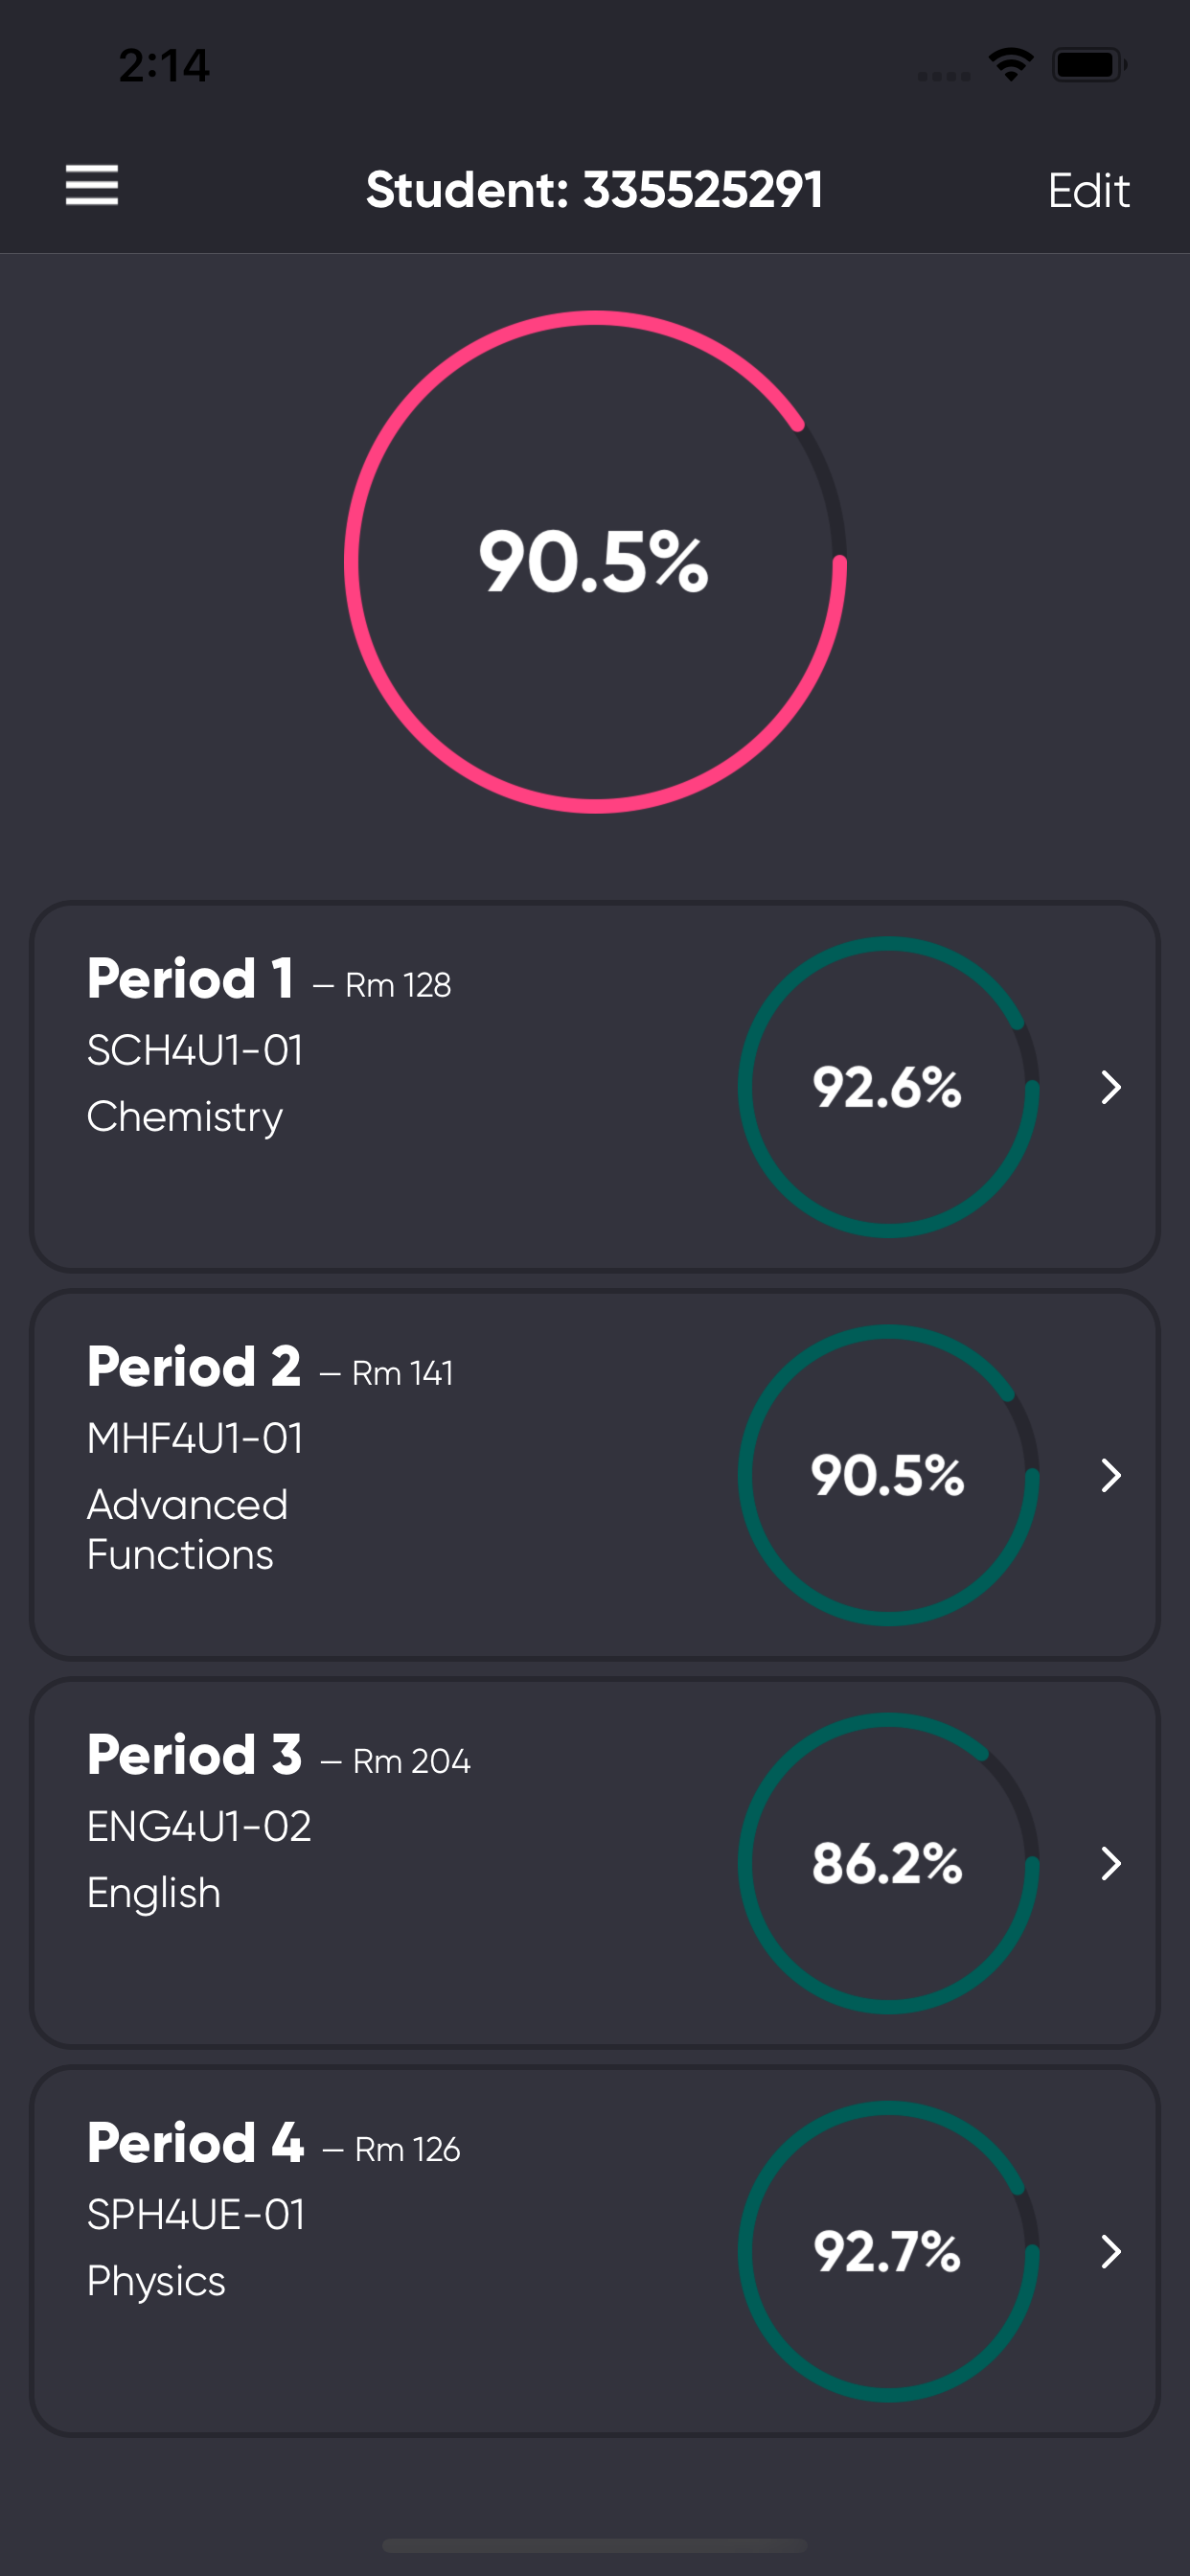 2:14
Student: 335525291
Edit
90.5%
Period 1 – Rm 128
SCH4U1-01
Chemistry
92.6%
Period 2 – Rm 141
MHF4U1-01
Advanced
Functions
90.5%
Period 3 – Rm 204
ENG4U1-02
English
86.2%
Period 4 – Rm 126
SPH4UE-01
Physics
92.7%